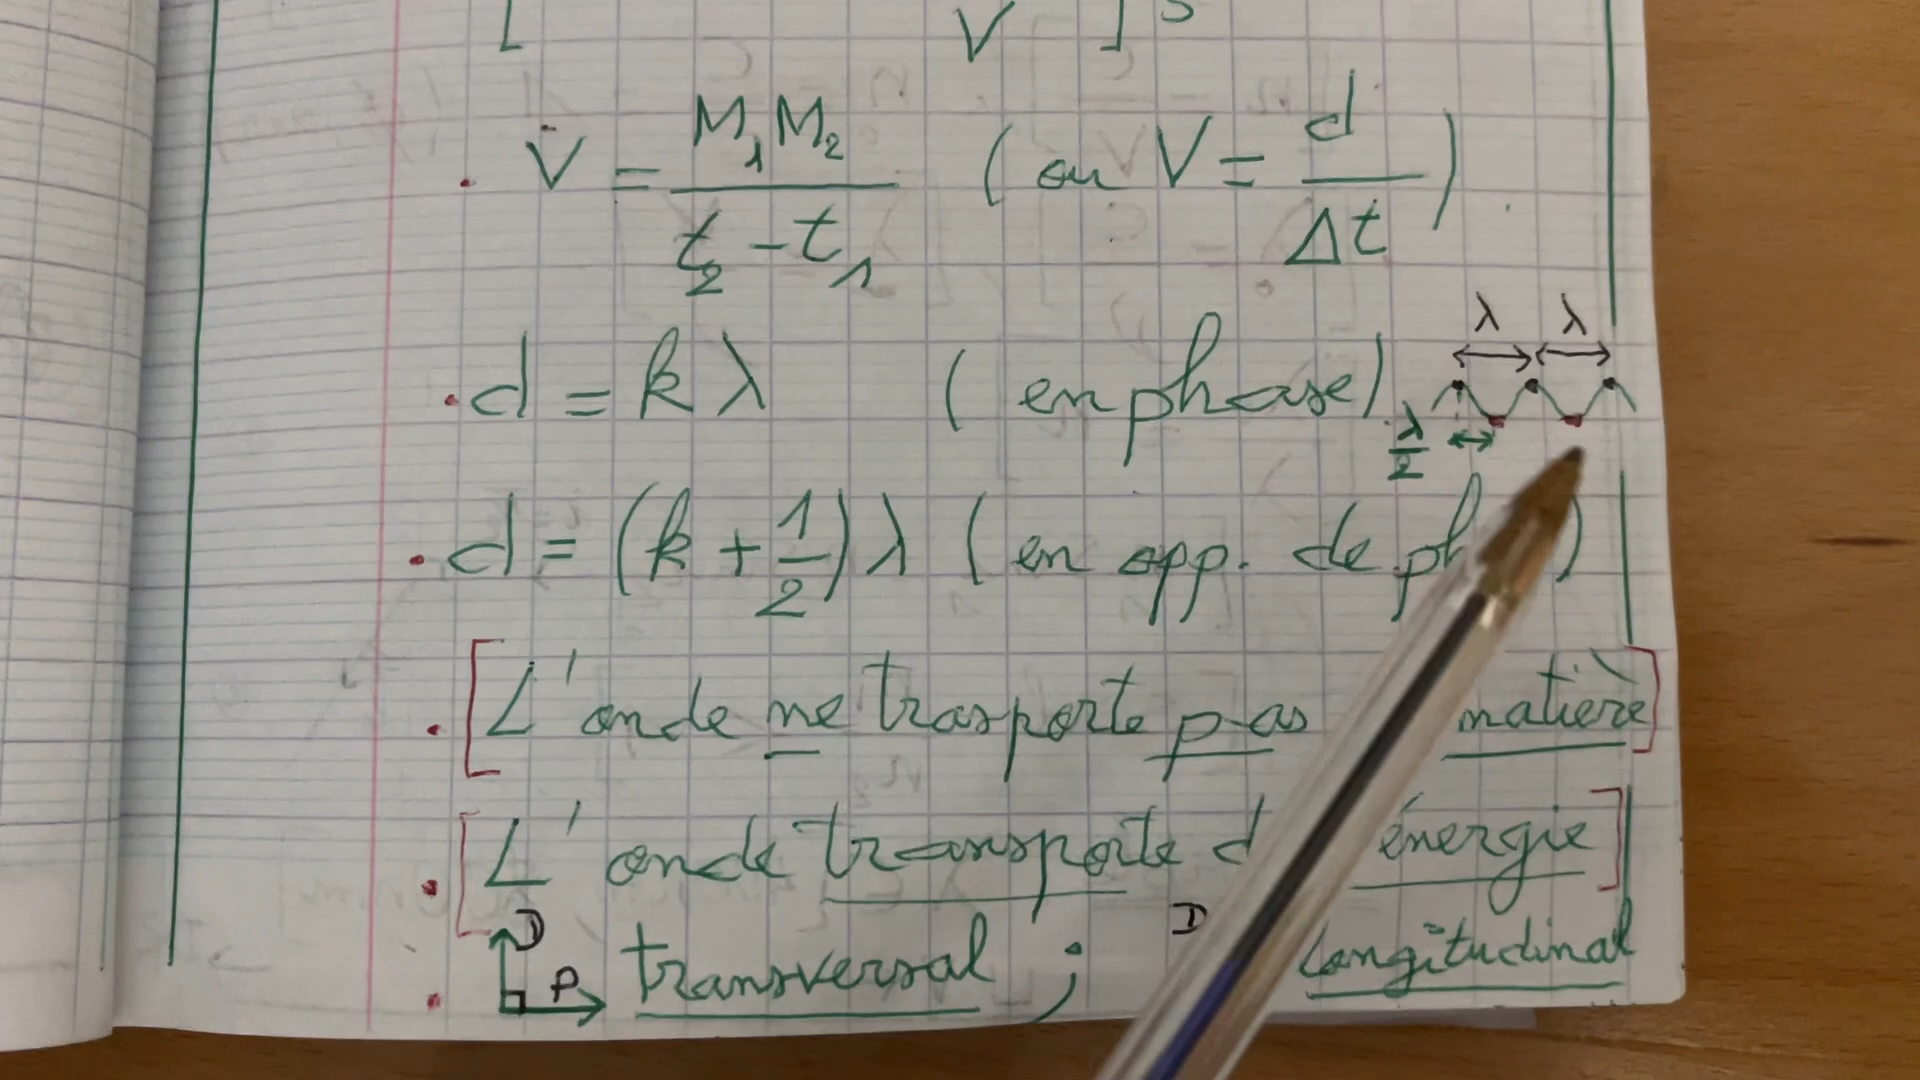 V ] s
. V = M₁M₂ / (t₂ - t₁) (ou V = d / Δt)
λ λ
. d = k λ (en phase)
λ/2
. d = (k + 1/2) λ (en opp. de ph )
. [L'onde ne trasporte pas matière]
. [L'onde transporte énergie]
D P transversal ; D longitudinal